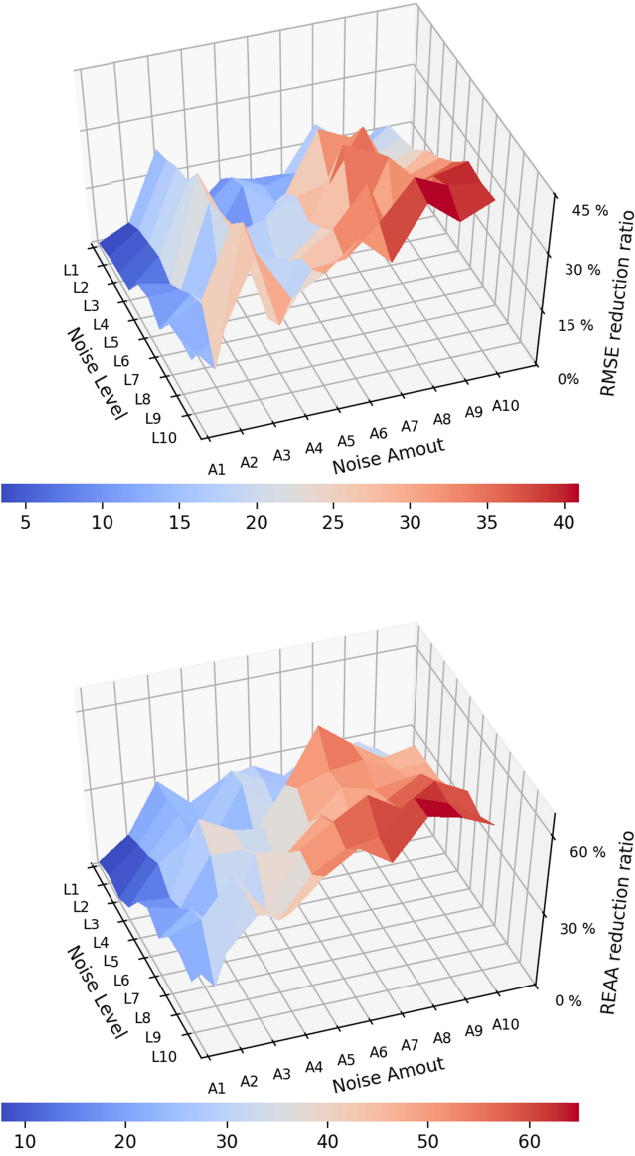 45 %
30 %
15 %
0%
RMSE reduction ratio
L1
L2
L3
L4
L5
L6
L7
L8
L9
L10
Noise Level
A1 A2 A3 A4 A5 A6 A7 A8 A9 A10
Noise Amout
5 10 15 20 25 30 35 40
60 %
30 %
0 %
REAA reduction ratio
L1
L2
L3
L4
L5
L6
L7
L8
L9
L10
Noise Level
A1 A2 A3 A4 A5 A6 A7 A8 A9 A10
Noise Amout
10 20 30 40 50 60